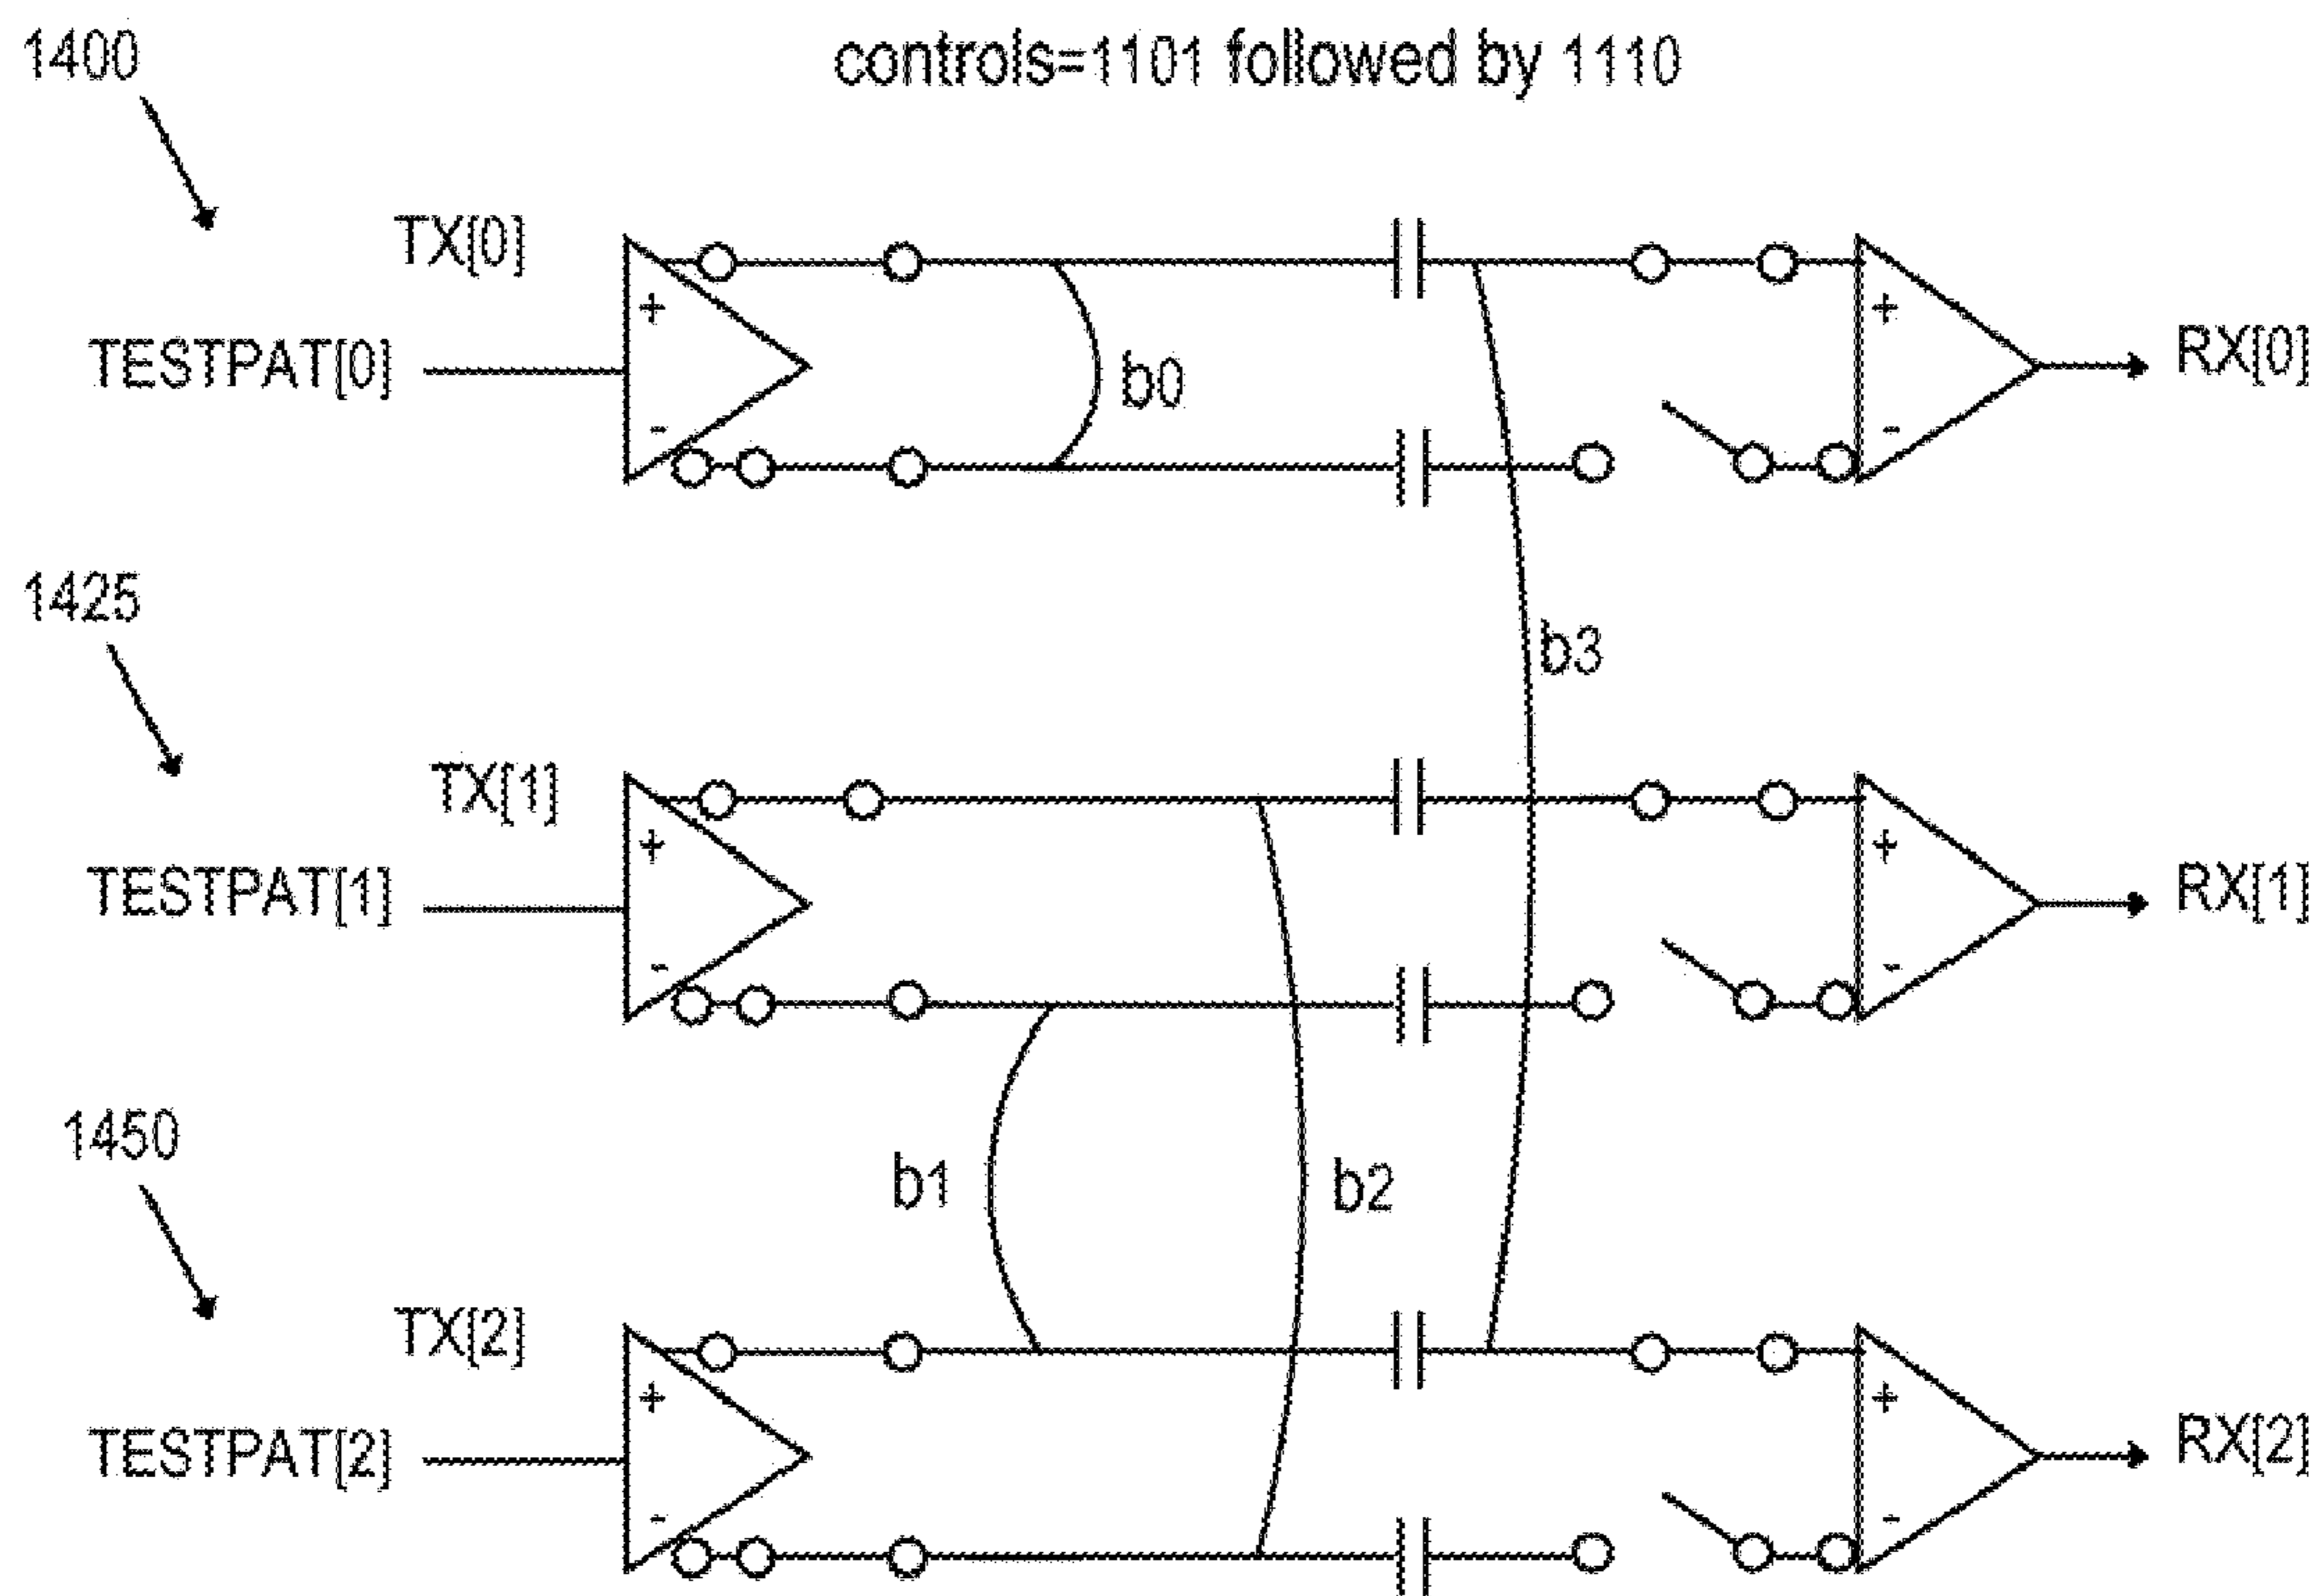 1400
controls=1101 followed by 1110
TX[0]
+
+
TESTPAT[0]
RX[0]
b0
-
-
1425
b3
TX[1]
+
+
TESTPAT[1]
RX[1]
-
-
1450
b1
b2
TX[2]
+
+
TESTPAT[2]
RX[2]
-
-